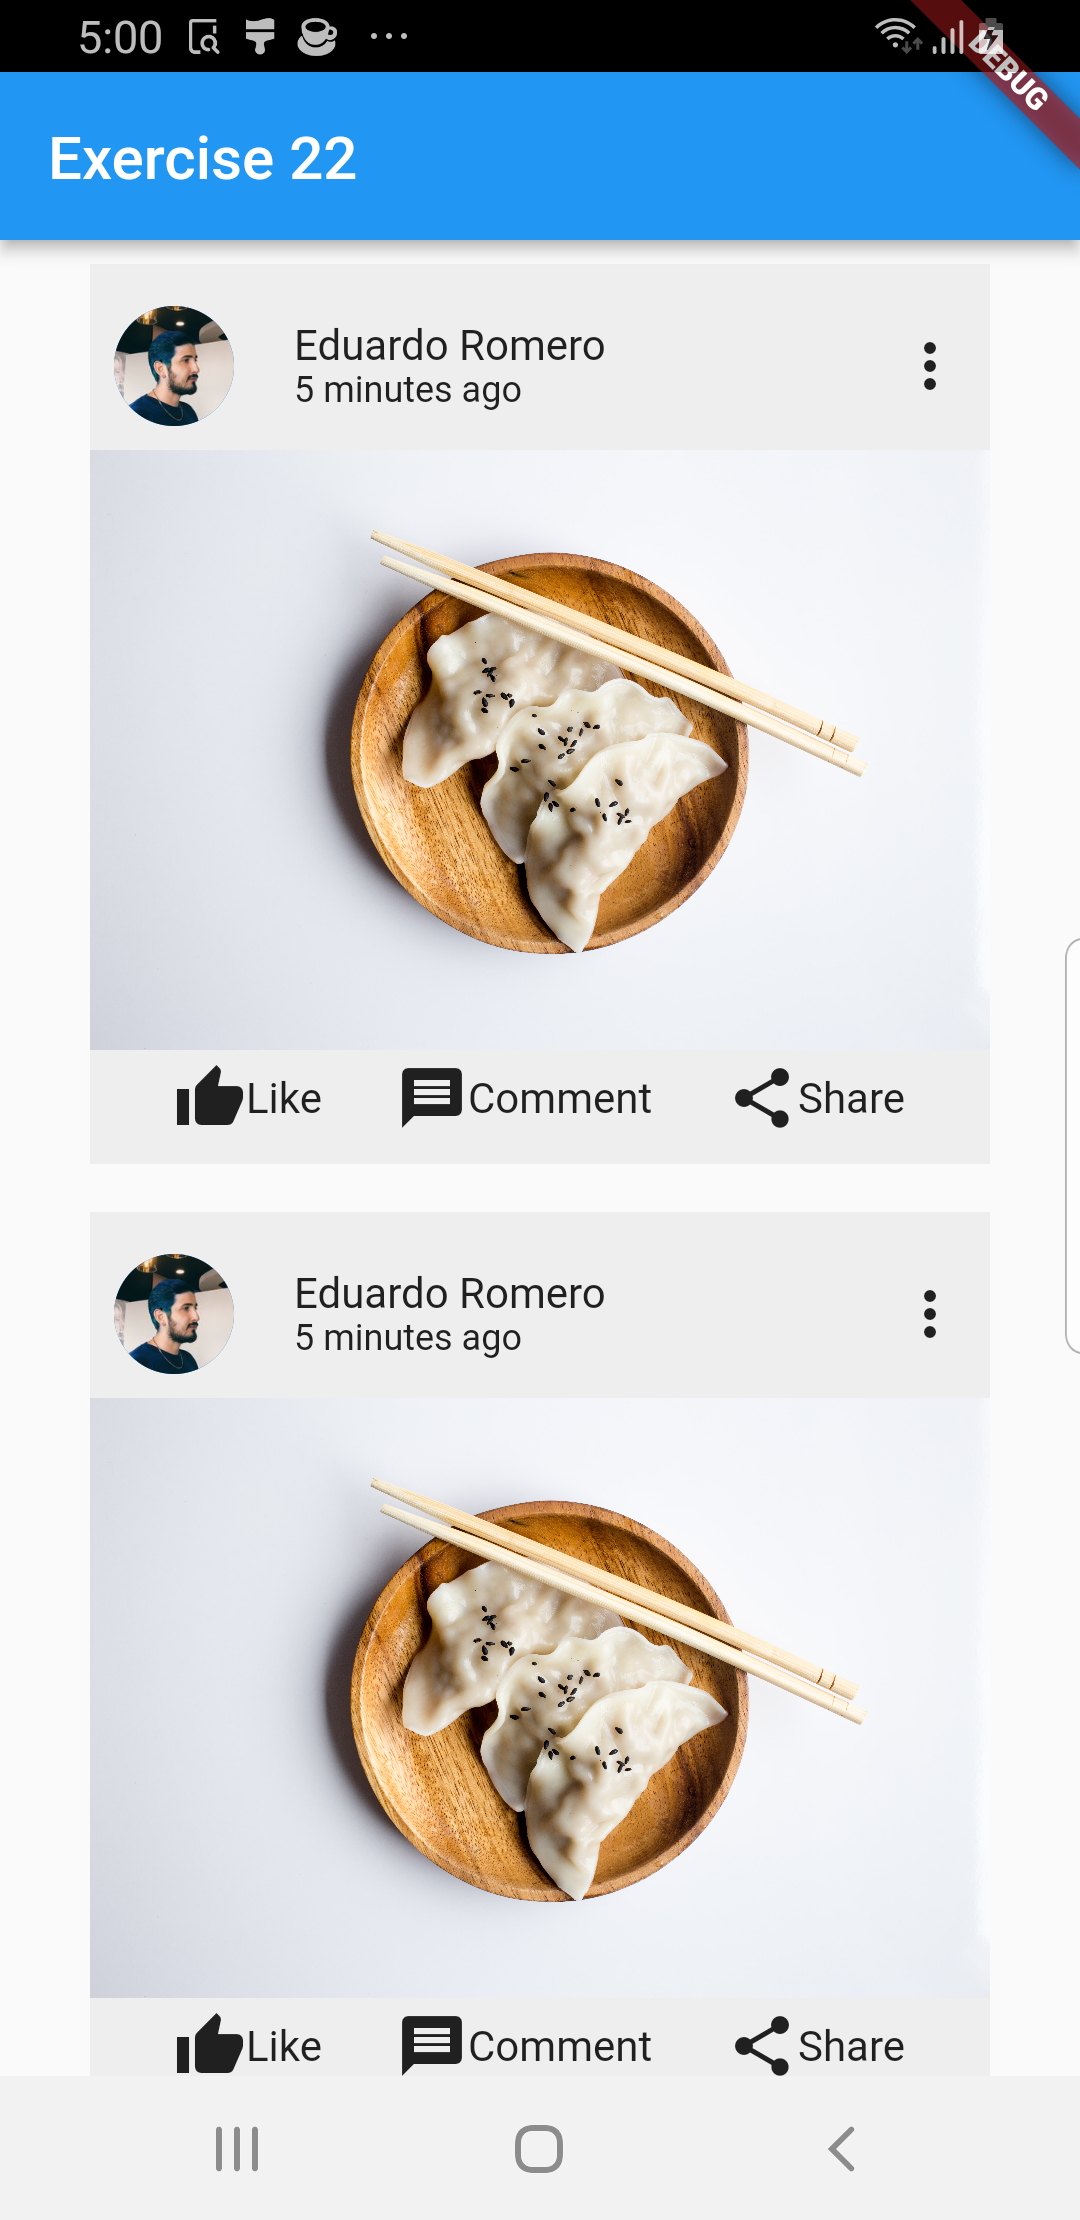 5:00
DEBUG
Exercise 22
Eduardo Romero
5 minutes ago
Like Comment Share
Eduardo Romero
5 minutes ago
Like Comment Share